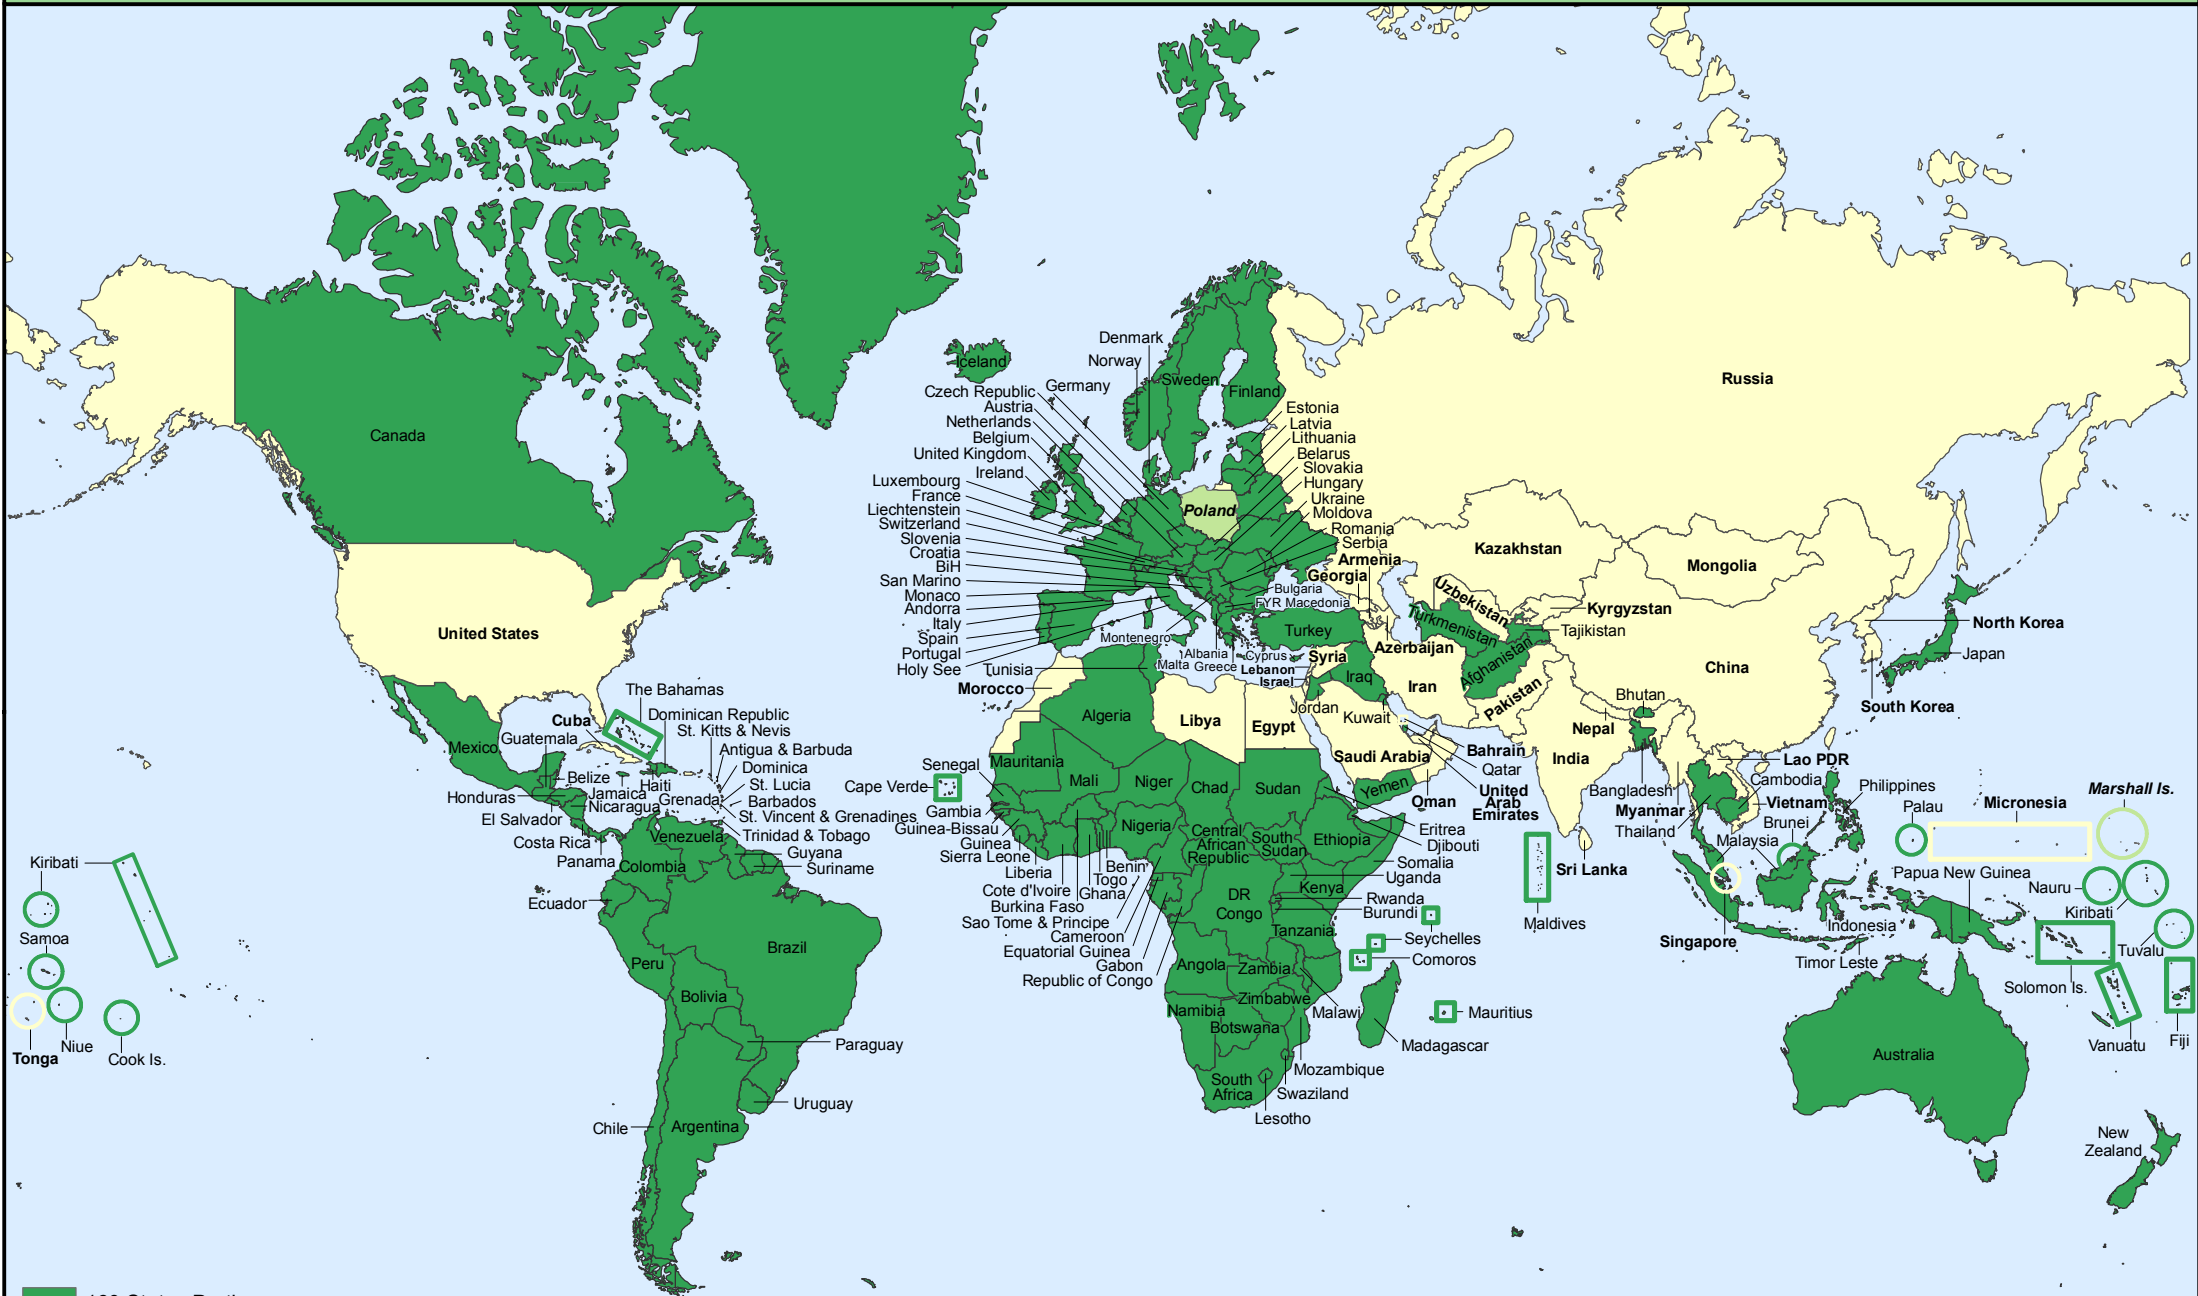 Denmark
Norway
Iceland
Sweden
Finland
Czech Republic
Germany
Austria
Netherlands
Belgium
United Kingdom
Ireland
Luxembourg
France
Liechtenstein
Switzerland
Slovenia
Croatia
BiH
San Marino
Monaco
Andorra
Italy
Spain
Portugal
Holy See
Estonia
Latvia
Lithuania
Belarus
Slovakia
Hungary
Ukraine
Moldova
Romania
Serbia
Poland
Armenia
Georgia
Bulgaria
FYR Macedonia
Montenegro
Albania
Malta
Greece
Cyprus
Turkey
Lebanon
Israel
Syria
Jordan
Iraq
Kuwait
Azerbaijan
Iran
Russia
Kazakhstan
Mongolia
Uzbekistan
Kyrgyzstan
Turkmenistan
Tajikistan
Afghanistan
Pakistan
China
North Korea
Japan
South Korea
Bhutan
Nepal
India
Bangladesh
Myanmar
Thailand
Lao PDR
Cambodia
Vietnam
Brunei
Malaysia
Philippines
Palau
Micronesia
Marshall Is.
Sri Lanka
Maldives
Singapore
Indonesia
Timor Leste
Papua New Guinea
Nauru
Kiribati
Tuvalu
Solomon Is.
Vanuatu
Fiji
Australia
New
Zealand
Canada
United States
Mexico
Cuba
Guatemala
The Bahamas
Dominican Republic
St. Kitts & Nevis
Antigua & Barbuda
Dominica
St. Lucia
Barbados
St. Vincent & Grenadines
Trinidad & Tobago
Grenada
Haiti
Jamaica
Belize
Honduras
Nicaragua
El Salvador
Costa Rica
Panama
Venezuela
Guyana
Suriname
Colombia
Ecuador
Brazil
Peru
Bolivia
Paraguay
Uruguay
Chile
Argentina
Kiribati
Samoa
Tonga
Niue
Cook Is.
Tunisia
Morocco
Algeria
Libya
Egypt
Saudi Arabia
Bahrain
Qatar
United
Arab
Emirates
Oman
Yemen
Cape Verde
Senegal
Mauritania
Mali
Niger
Chad
Sudan
Gambia
Guinea-Bissau
Guinea
Sierra Leone
Liberia
Cote d'Ivoire
Burkina Faso
Ghana
Togo
Benin
Nigeria
Sao Tome & Principe
Cameroon
Equatorial Guinea
Gabon
Republic of Congo
Central
African
Republic
South
Sudan
Ethiopia
Eritrea
Djibouti
Somalia
Uganda
Kenya
Rwanda
Burundi
DR
Congo
Tanzania
Seychelles
Comoros
Angola
Zambia
Malawi
Zimbabwe
Namibia
Botswana
Mauritius
Madagascar
Mozambique
Swaziland
Lesotho
South
Africa